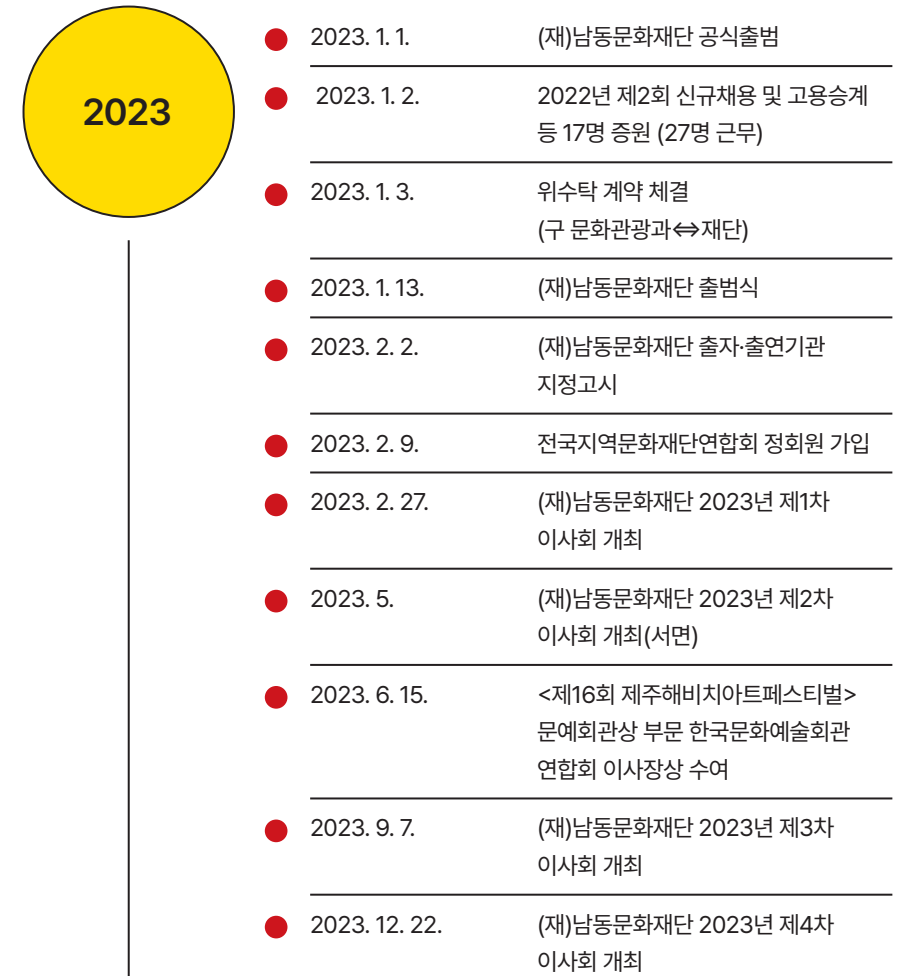 2023
2023. 1. 1. (재)남동문화재단 공식출범
2023. 1. 2. 2022년 제2회 신규채용 및 고용승계
등 17명 증원 (27명 근무)
2023. 1. 3. 위수탁 계약 체결
(구 문화관광과⇔재단)
2023. 1. 13. (재)남동문화재단 출범식
2023. 2. 2. (재)남동문화재단 출자·출연기관
지정고시
2023. 2. 9. 전국지역문화재단연합회 정회원 가입
2023. 2. 27. (재)남동문화재단 2023년 제1차
이사회 개최
2023. 5. (재)남동문화재단 2023년 제2차
이사회 개최(서면)
2023. 6. 15. <제16회 제주해비치아트페스티벌>
문예회관상 부문 한국문화예술회관
연합회 이사장상 수여
2023. 9. 7. (재)남동문화재단 2023년 제3차
이사회 개최
2023. 12. 22. (재)남동문화재단 2023년 제4차
이사회 개최